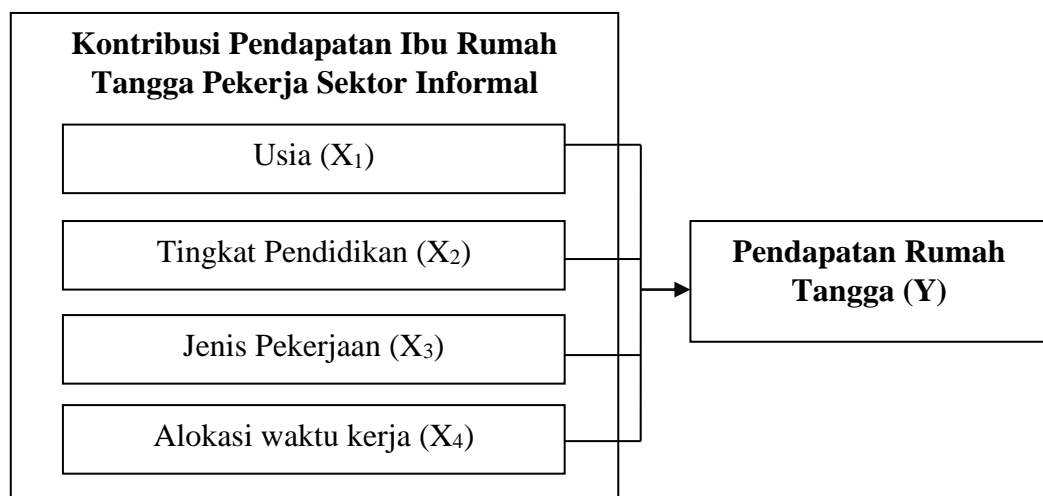 Kontribusi Pendapatan Ibu Rumah
Tangga Pekerja Sektor Informal
Usia (X₁)
Tingkat Pendidikan (X₂)
Jenis Pekerjaan (X₃)
Alokasi waktu kerja (X₄)
Pendapatan Rumah
Tangga (Y)